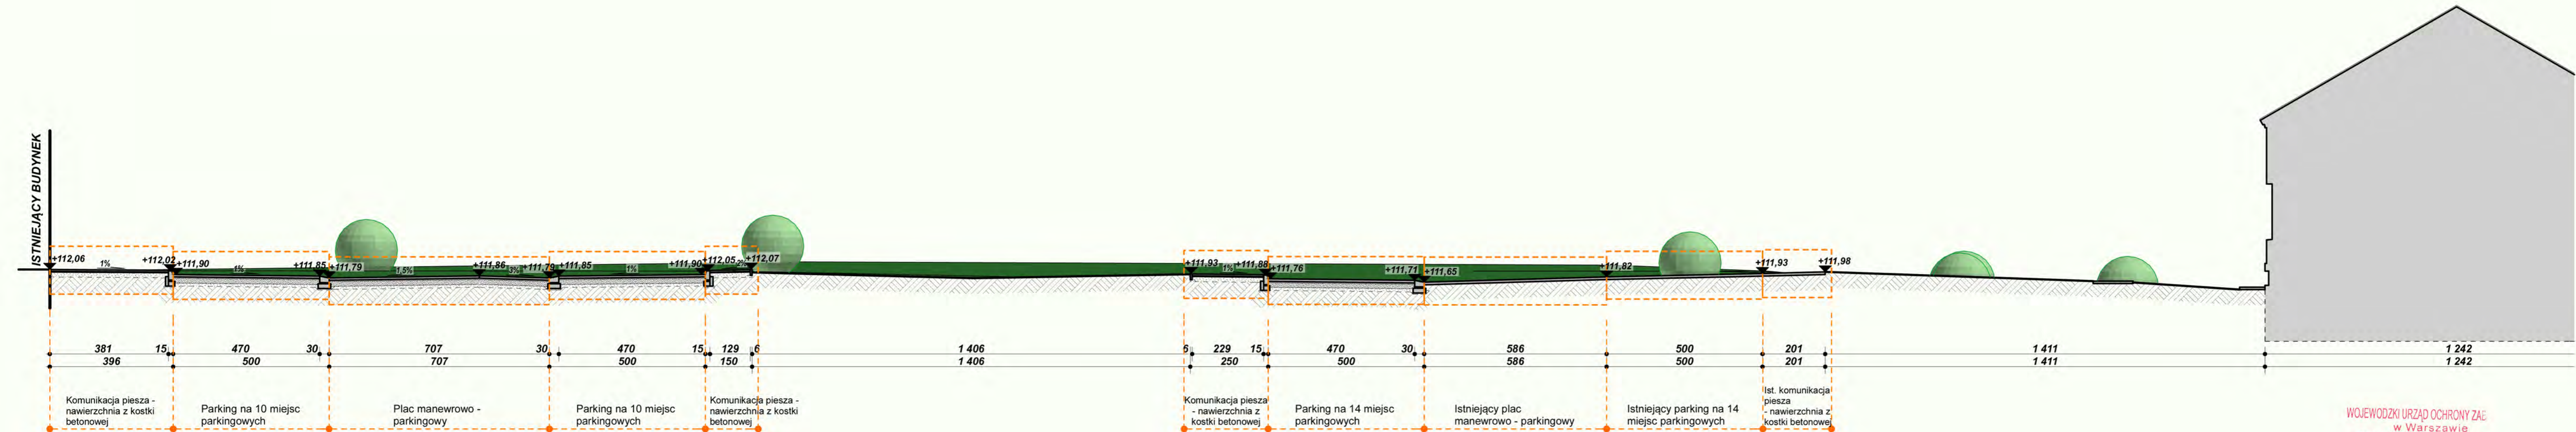 ISTNIEJĄCY BUDYNEK
+112,06 1% +112,02 +111,90 1% +111,85 +111,79 1,5% +111,86 3% +111,79 +111,85 1% +111,90 +112,05 2% +112,07 +111,93 1% +111,88 +111,76 +111,71 +111,65 +111,82 +111,93 +111,98
381 15 470 30 707 30 470 15 129 6 1 406 6 229 15 470 30 586 500 201 1 411 1 242
396 500 707 500 150 1 406 250 500 586 500 201 1 411 1 242
Komunikacja piesza -
nawierzchnia z kostki
betonowej
Parking na 10 miejsc
parkingowych
Plac manewrowo -
parkingowy
Parking na 10 miejsc
parkingowych
Komunikacja piesza -
nawierzchnia z kostki
betonowej
Komunikacja piesza
- nawierzchnia z
kostki betonowej
Parking na 14 miejsc
parkingowych
Istniejący plac
manewrowo - parkingowy
Istniejący parking na 14
miejsc parkingowych
Ist. komunikacja
piesza
- nawierzchnia z
kostki betonowej
WOJEWODZKI URZĄD OCHRONY ZAB
w Warszawie